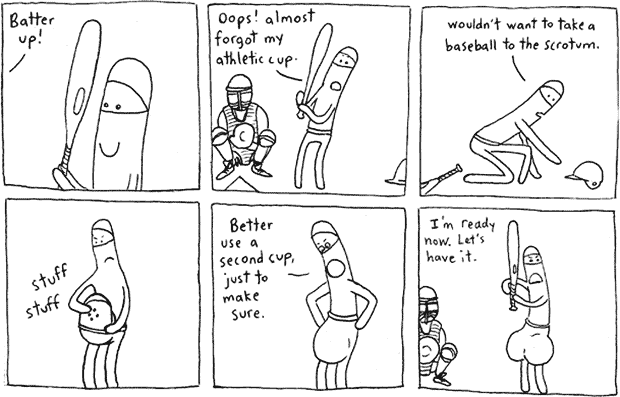 Batter
up!
Oops! almost
forgot my
athletic cup.
wouldn't want to take a
baseball to the scrotum.
stuff
stuff
Better
use a
second cup,
just to
make
sure.
I'm ready
now. Let's
have it.